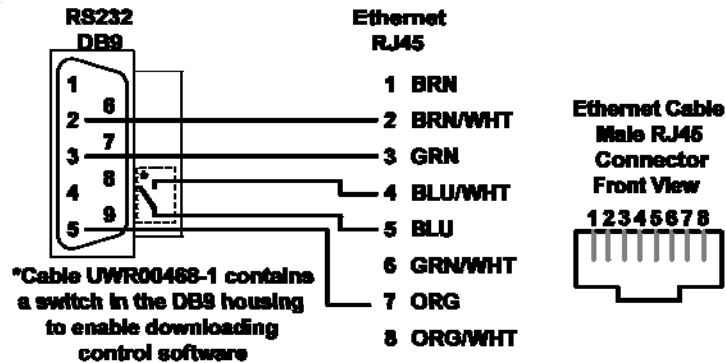 RS232
DB9
1
2
3
4
5
6
7
8
9
*
*Cable UWR00468-1 contains
a switch in the DB9 housing
to enable downloading
control software
Ethernet
RJ45
1 BRN
2 BRN/WHT
3 GRN
4 BLU/WHT
5 BLU
6 GRN/WHT
7 ORG
8 ORG/WHT
Ethernet Cable
Male RJ45
Connector
Front View
12345678